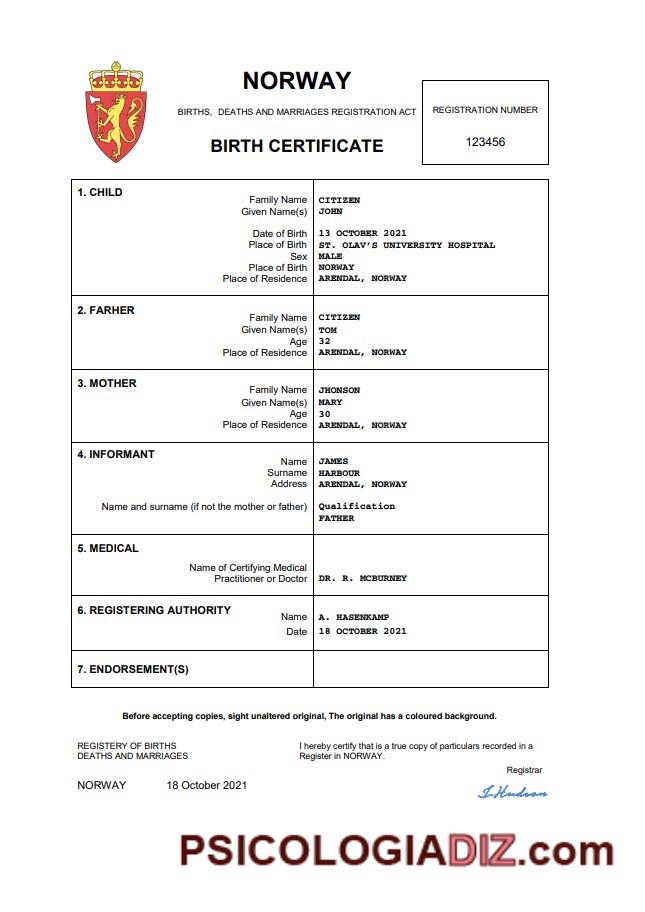 NORWAY
BIRTHS, DEATHS AND MARRIAGES REGISTRATION ACT
BIRTH CERTIFICATE
REGISTRATION NUMBER
123456
1. CHILD
Family Name CITIZEN
Given Name(s) JOHN
Date of Birth 13 OCTOBER 2021
Place of Birth ST. OLAV'S UNIVERSITY HOSPITAL
Sex MALE
Place of Birth NORWAY
Place of Residence ARENDAL, NORWAY
2. FARHER
Family Name CITIZEN
Given Name(s) TOM
Age 32
Place of Residence ARENDAL, NORWAY
3. MOTHER
Family Name JHONSON
Given Name(s) MARY
Age 30
Place of Residence ARENDAL, NORWAY
4. INFORMANT
Name JAMES
Surname HARBOUR
Address ARENDAL, NORWAY
Name and surname (if not the mother or father) Qualification
FATHER
5. MEDICAL
Name of Certifying Medical
Practitioner or Doctor DR. R. MCBURNEY
6. REGISTERING AUTHORITY
Name A. HASENKAMP
Date 18 OCTOBER 2021
7. ENDORSEMENT(S)
Before accepting copies, sight unaltered original, The original has a coloured background.
REGISTERY OF BIRTHS
DEATHS AND MARRIAGES
I hereby certify that is a true copy of particulars recorded in a
Register in NORWAY.
Registrar
NORWAY 18 October 2021
I.Hudson
PSICOLOGIADIZ.com